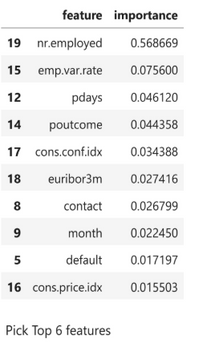 feature importance
19 nr.employed 0.568669
15 emp.var.rate 0.075600
12 pdays 0.046120
14 poutcome 0.044358
17 cons.conf.idx 0.034388
18 euribor3m 0.027416
8 contact 0.026799
9 month 0.022450
5 default 0.017197
16 cons.price.idx 0.015503
Pick Top 6 features